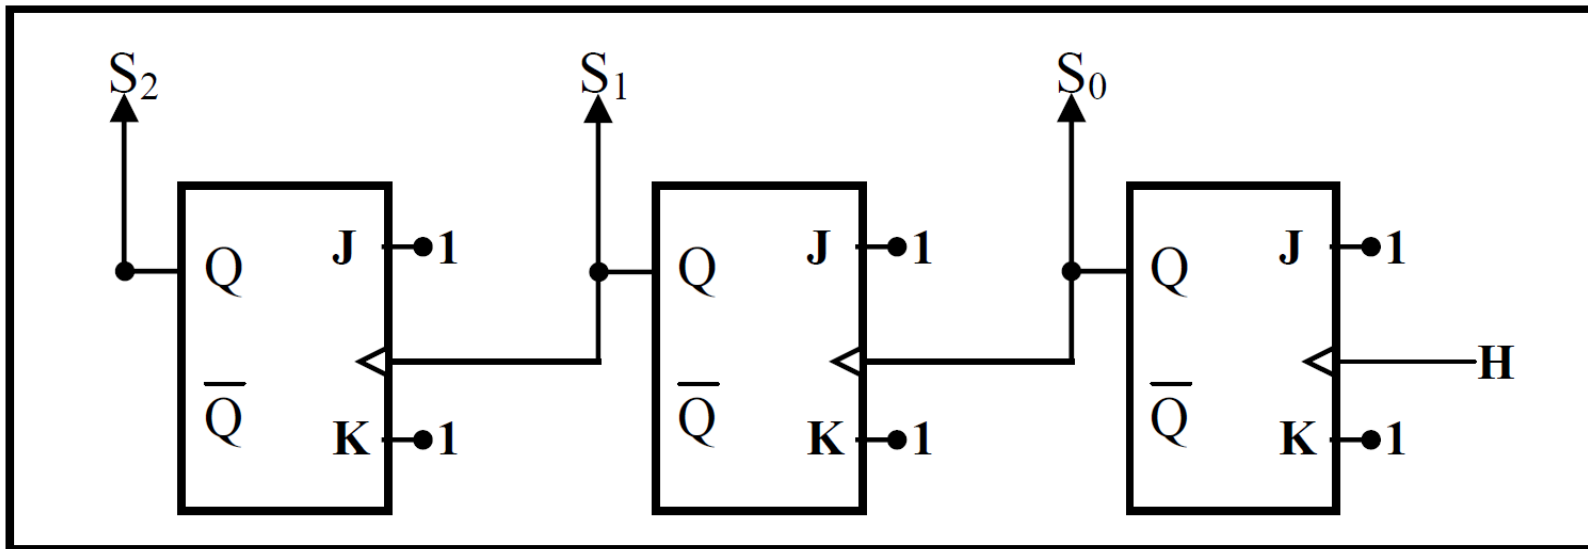 S₂ S₁ S₀
J 1 J 1 J 1
Q Q Q
H
Q̅ Q̅ Q̅
K 1 K 1 K 1